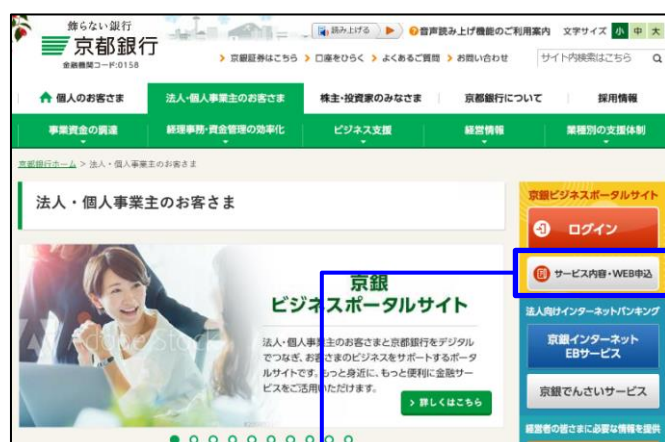 飾らない銀行
京都銀行
金融機関コード:0158
読み上げる
音声読み上げ機能のご利用案内
文字サイズ 小 中 大
京銀証券はこちら
口座をひらく
よくあるご質問
お問い合わせ
サイト内検索はこちら
個人のお客さま
法人・個人事業主のお客さま
株主・投資家のみなさま
京都銀行について
採用情報
事業資金の調達
経理事務・資金管理の効率化
ビジネス支援
経営情報
業種別の支援体制
京都銀行ホーム > 法人・個人事業主のお客さま
法人・個人事業主のお客さま
京銀
ビジネスポータルサイト
法人・個人事業主のお客さまと京都銀行をデジタル
でつなぎ、お客さまのビジネスをサポートするポータ
ルサイトです。もっと身近に、もっと便利に金融サー
ビスをご活用いただけます。
詳しくはこちら
Adobe Stock
京銀ビジネスポータルサイト
ログイン
サービス内容・WEB申込
法人向けインターネットバンキング
京銀インターネット
EBサービス
京銀でんさいサービス
経営者の皆さまに必要な情報を提供